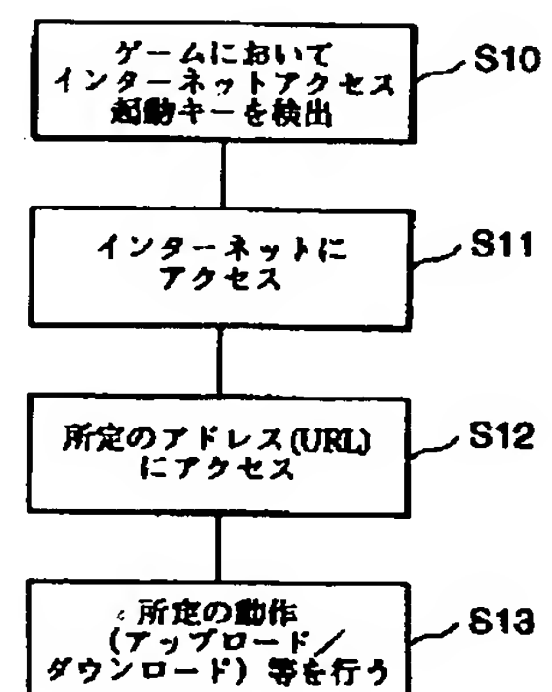 ゲームにおいて
インターネットアクセス
起動キーを検出
S10
インターネットに
アクセス
S11
所定のアドレス(URL)
にアクセス
S12
所定の動作
(アップロード/
ダウンロード)等を行う
S13